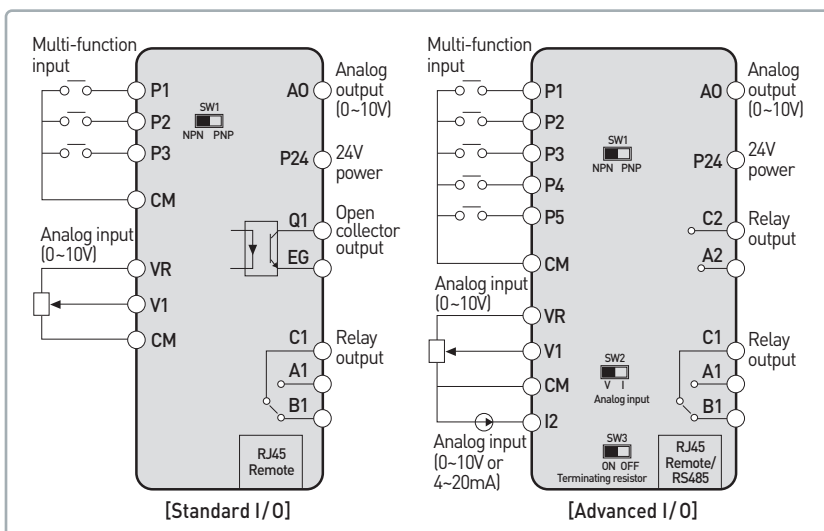 Multi-function
input
P1
P2
P3
CM
SW1
NPN PNP
AO
Analog
output
(0~10V)
P24
24V
power
Q1
EG
Open
collector
output
Analog input
(0~10V)
VR
V1
CM
C1
A1
B1
Relay
output
RJ45
Remote
[Standard I/O]
Multi-function
input
P1
P2
P3
P4
P5
CM
SW1
NPN PNP
AO
Analog
output
(0~10V)
P24
24V
power
C2
A2
Relay
output
Analog input
(0~10V)
VR
V1
CM
I2
Analog input
(0~10V or
4~20mA)
SW2
V I
Analog input
SW3
ON OFF
Terminating resistor
C1
A1
B1
Relay
output
RJ45
Remote/
RS485
[Advanced I/O]